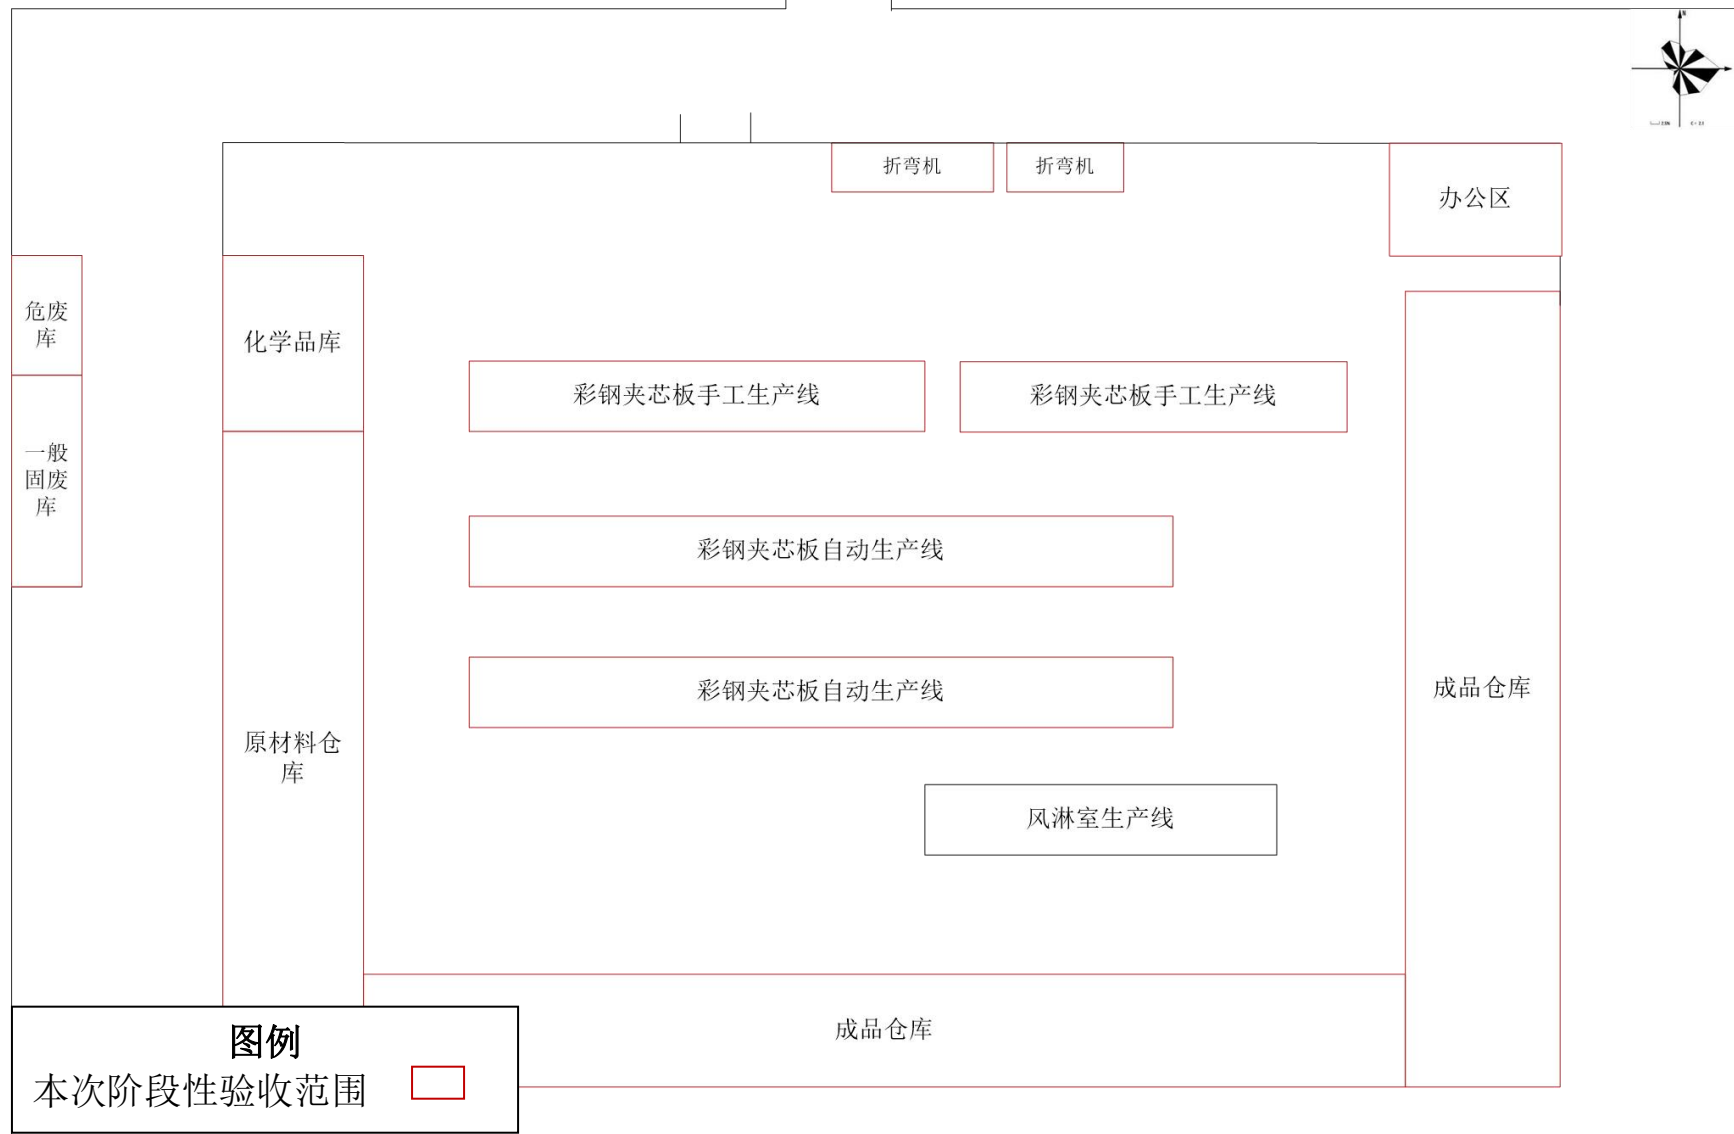 N
折弯机
折弯机
办公区
危废
库
化学品库
彩钢夹芯板手工生产线
彩钢夹芯板手工生产线
一般
固废
库
彩钢夹芯板自动生产线
彩钢夹芯板自动生产线
成品仓库
原材料仓
库
风淋室生产线
成品仓库
图例
本次阶段性验收范围